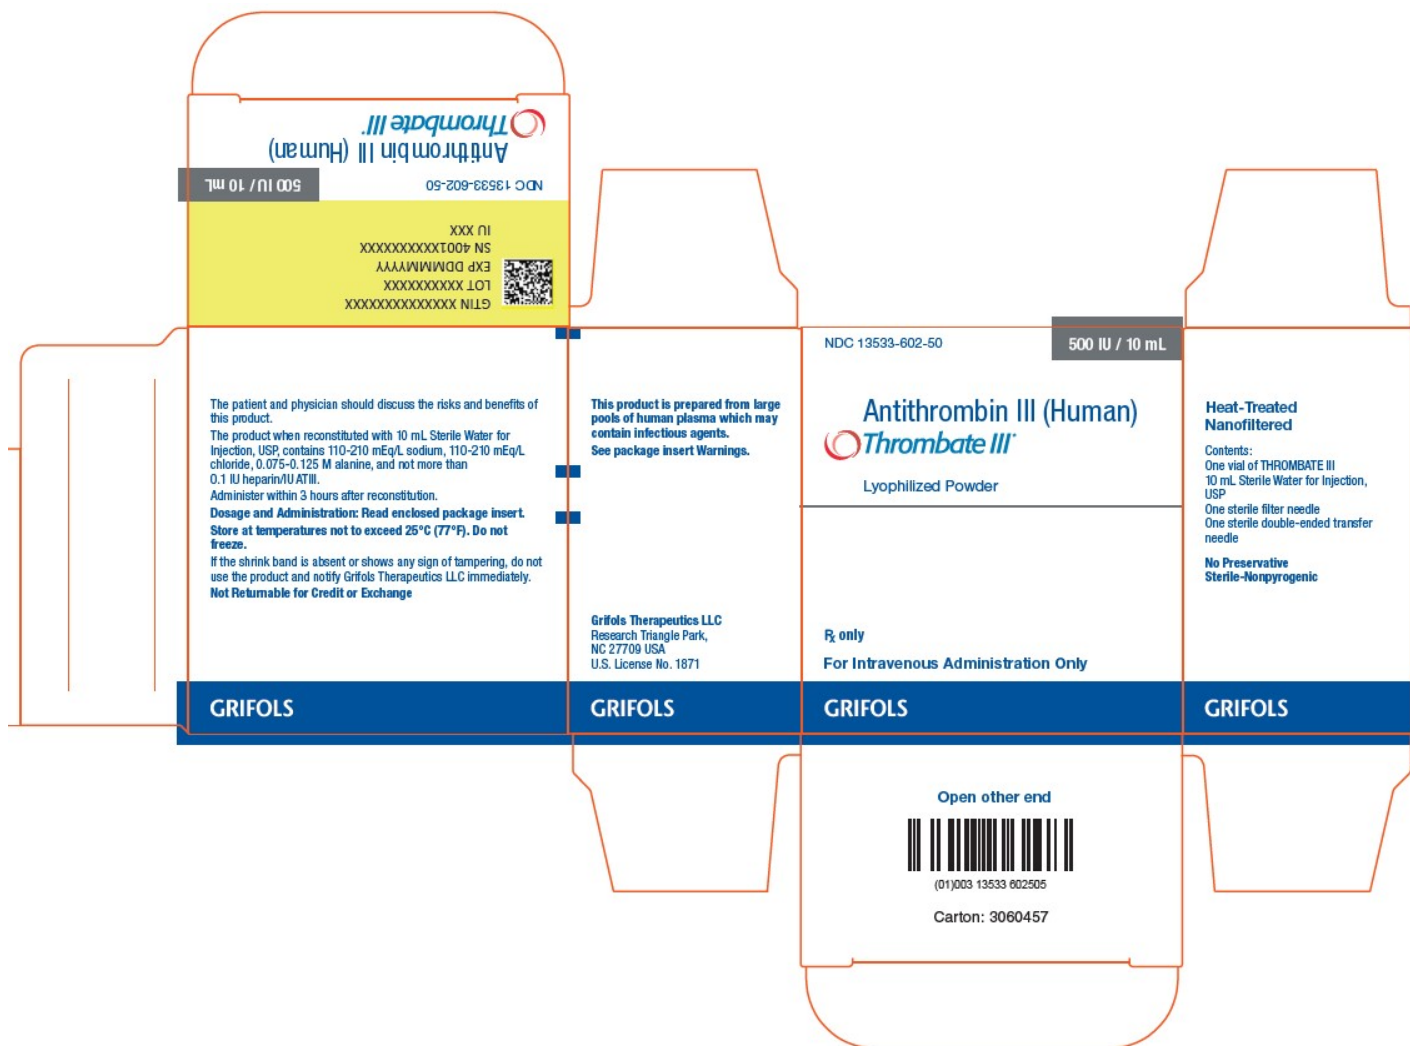 Thrombate III
Antithrombin III (Human)
NDC 13533-602-50
500 IU / 10 mL
GTIN XXXXXXXXXXXXXX
LOT XXXXXXXXXX
EXP DDMMMYYYY
SN 4001XXXXXXXXXX
IU XXX
The patient and physician should discuss the risks and benefits of
this product.
The product when reconstituted with 10 mL Sterile Water for
Injection, USP, contains 110-210 mEq/L sodium, 110-210 mEq/L
chloride, 0.075-0.125 M alanine, and not more than
0.1 IU heparin/IU ATIII.
Administer within 3 hours after reconstitution.
Dosage and Administration: Read enclosed package insert.
Store at temperatures not to exceed 25°C (77°F). Do not
freeze.
If the shrink band is absent or shows any sign of tampering, do not
use the product and notify Grifols Therapeutics LLC immediately.
Not Returnable for Credit or Exchange
GRIFOLS
This product is prepared from large
pools of human plasma which may
contain infectious agents.
See package insert Warnings.
Grifols Therapeutics LLC
Research Triangle Park,
NC 27709 USA
U.S. License No. 1871
GRIFOLS
NDC 13533-602-50
500 IU / 10 mL
Antithrombin III (Human)
Thrombate III
Lyophilized Powder
℞ only
For Intravenous Administration Only
GRIFOLS
Heat-Treated
Nanofiltered
Contents:
One vial of THROMBATE III
10 mL Sterile Water for Injection,
USP
One sterile filter needle
One sterile double-ended transfer
needle
No Preservative
Sterile-Nonpyrogenic
GRIFOLS
Open other end
(01)003 13533 602505
Carton: 3060457